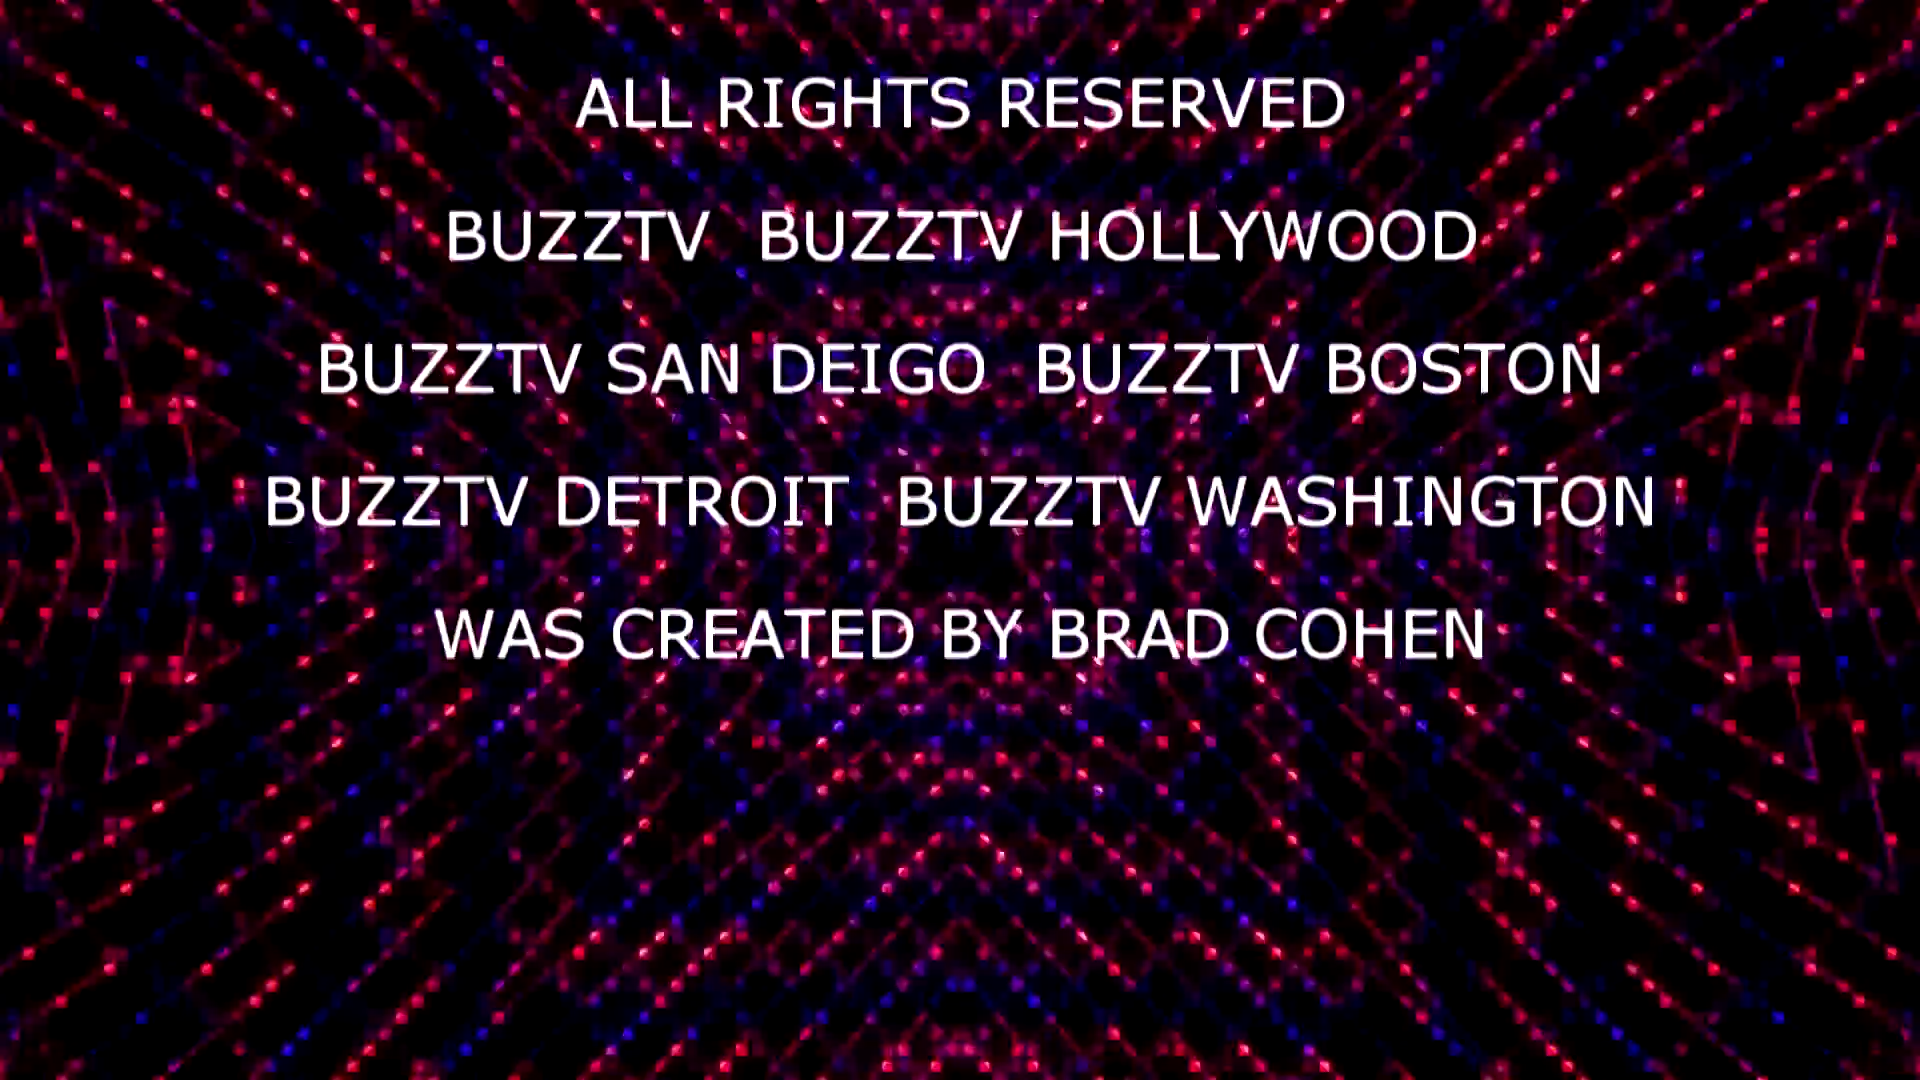 ALL RIGHTS RESERVED
BUZZTV  BUZZTV HOLLYWOOD
BUZZTV SAN DEIGO  BUZZTV BOSTON
BUZZTV DETROIT  BUZZTV WASHINGTON
WAS CREATED BY BRAD COHEN